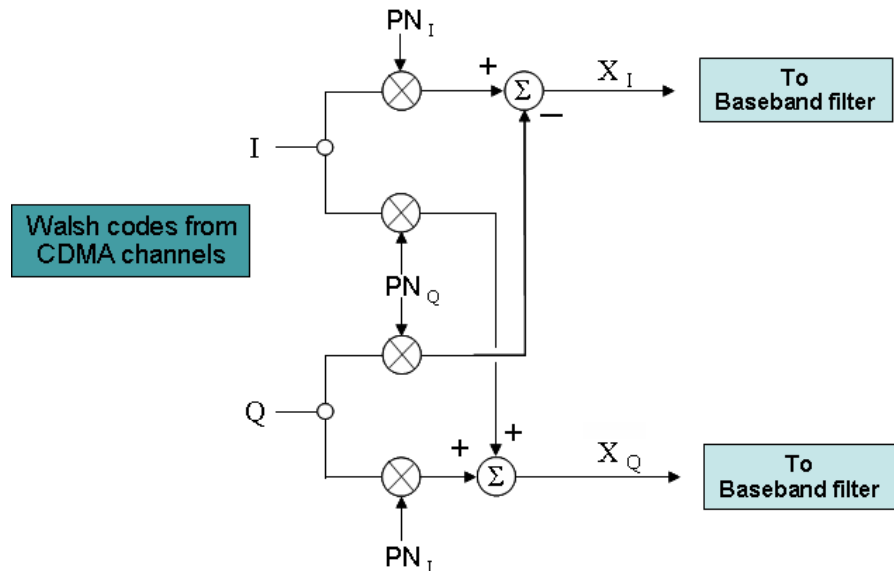 PN I
+
Σ
X I
To
Baseband filter
−
I
Walsh codes from
CDMA channels
PN Q
Q
+
+
Σ
X Q
To
Baseband filter
PN I